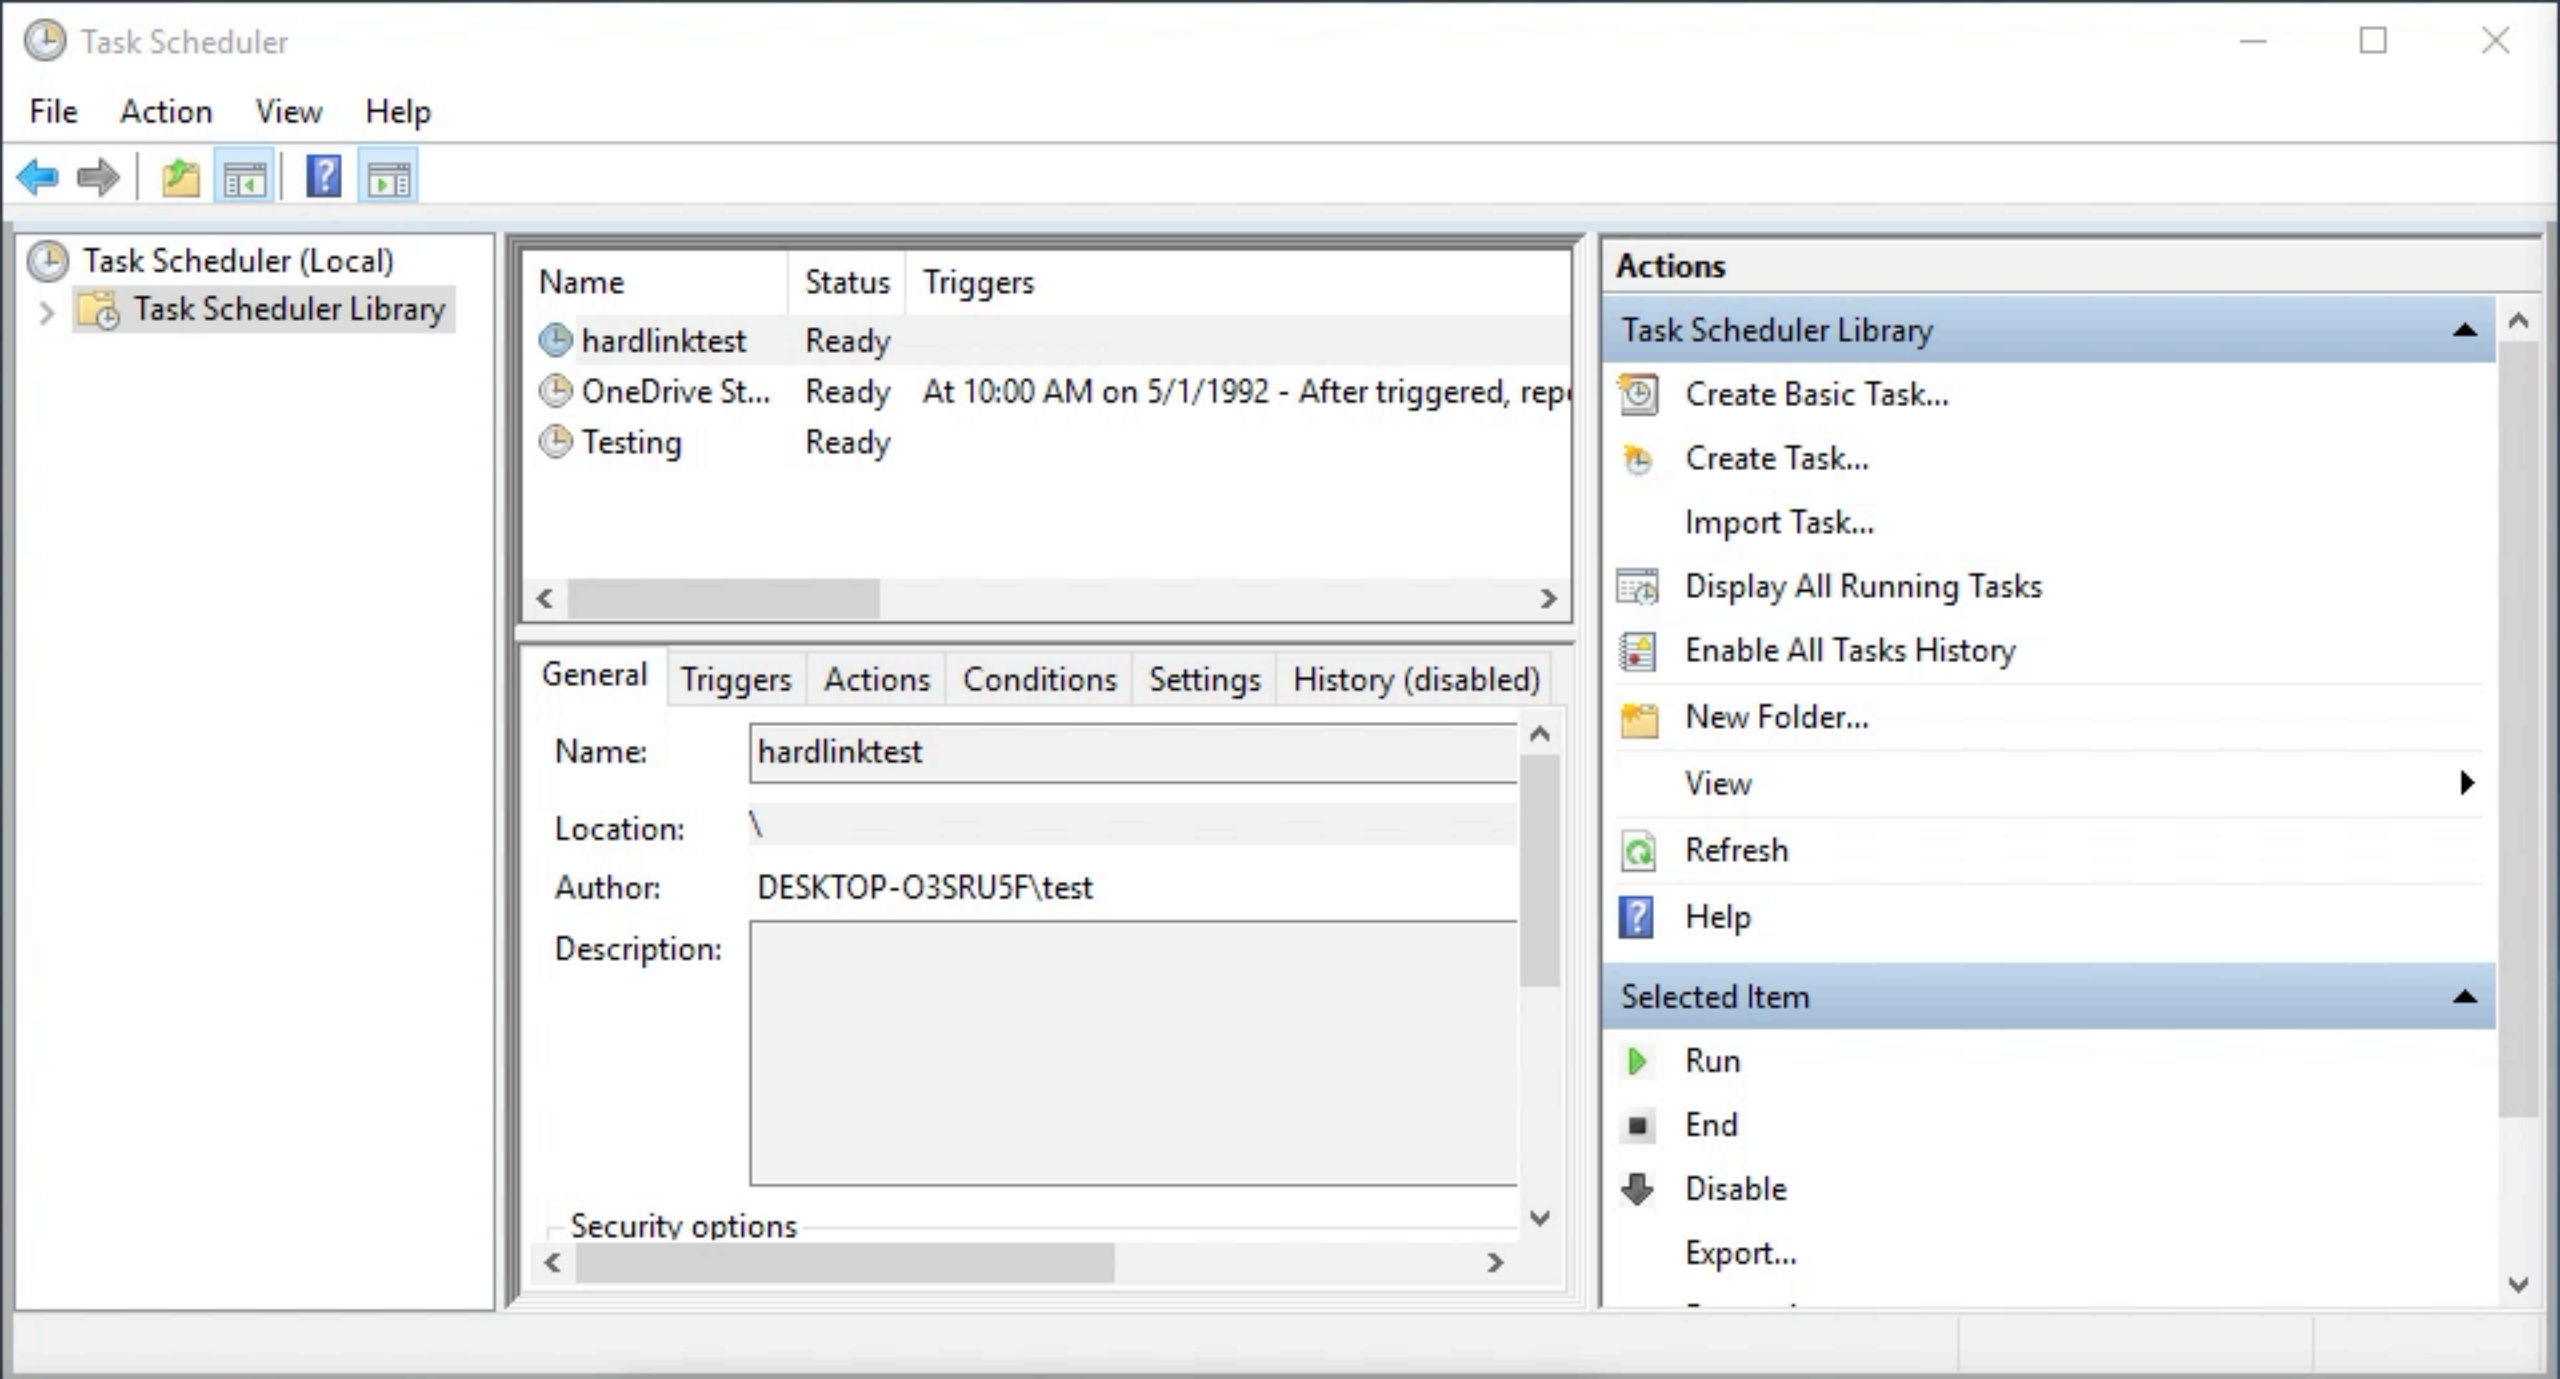 Task Scheduler
File Action View Help
Task Scheduler (Local)
Task Scheduler Library
Name Status Triggers
hardlinktest Ready
OneDrive St... Ready At 10:00 AM on 5/1/1992 - After triggered, repe
Testing Ready
General Triggers Actions Conditions Settings History (disabled)
Name: hardlinktest
Location: \
Author: DESKTOP-O3SRU5F\test
Description:
Security options
Actions
Task Scheduler Library
Create Basic Task...
Create Task...
Import Task...
Display All Running Tasks
Enable All Tasks History
New Folder...
View
Refresh
Help
Selected Item
Run
End
Disable
Export...